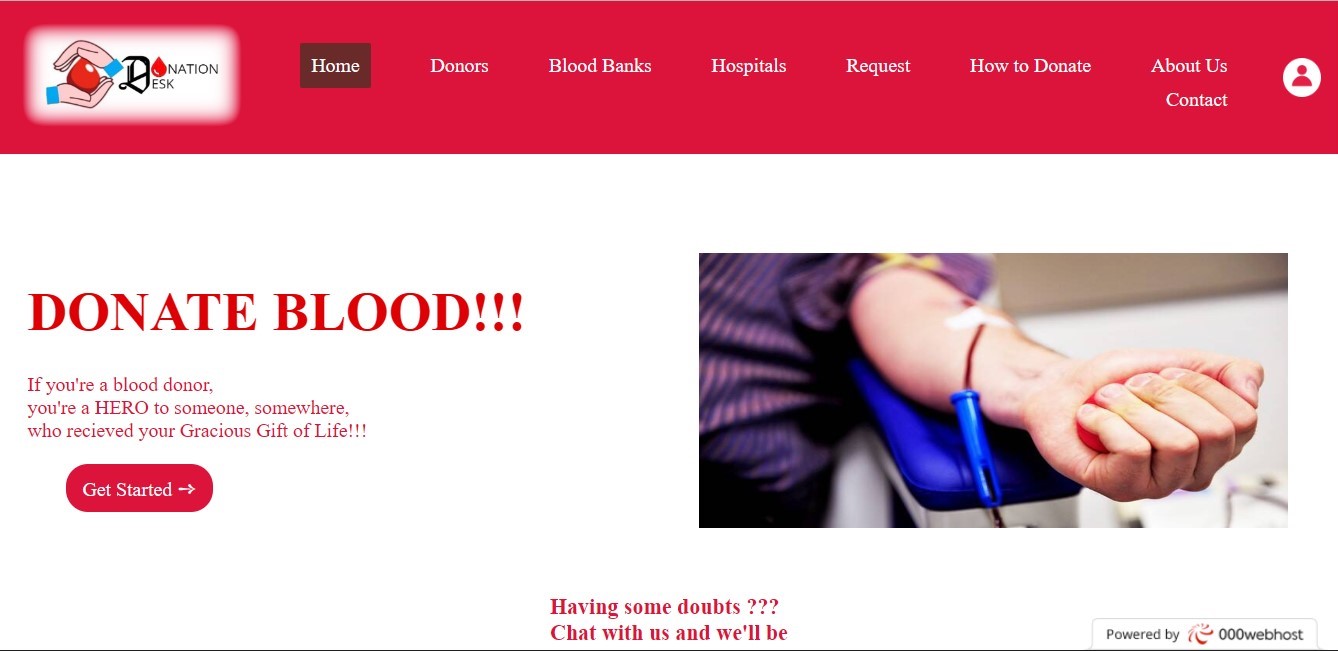 DONATION
DESK
Home
Donors
Blood Banks
Hospitals
Request
How to Donate
About Us
Contact
DONATE BLOOD!!!
If you're a blood donor,
you're a HERO to someone, somewhere,
who recieved your Gracious Gift of Life!!!
Get Started ➙
Having some doubts ???
Chat with us and we'll be
Powered by 000webhost